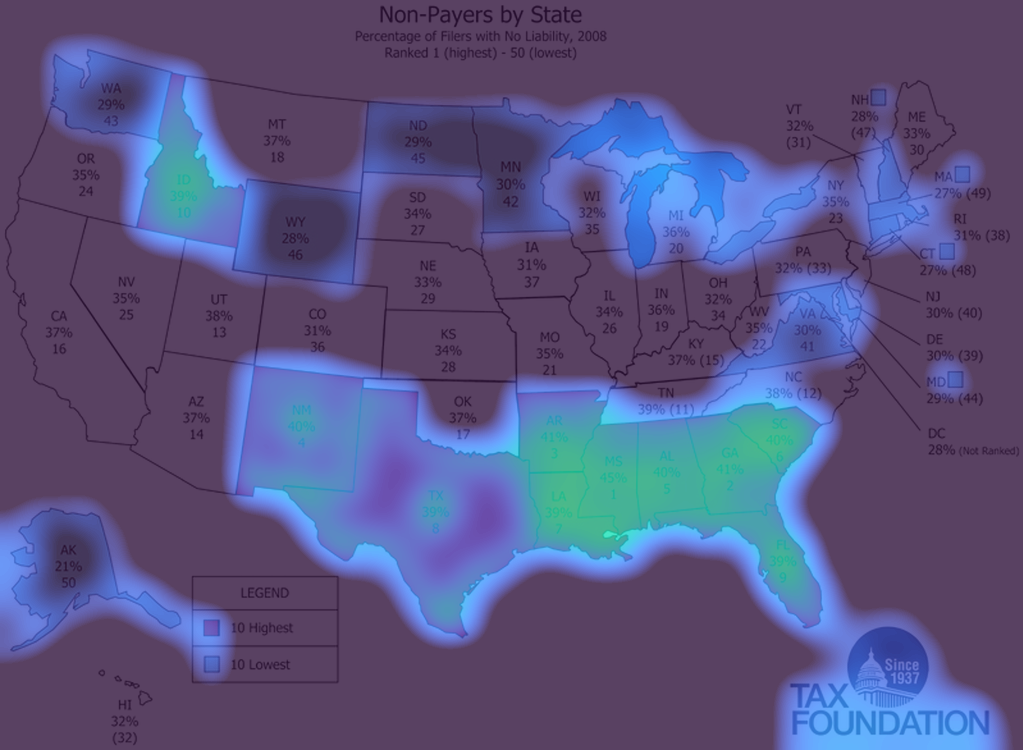 Non-Payers by State
Percentage of Filers with No Liability, 2008
Ranked 1 (highest) - 50 (lowest)
WA
29%
43
OR
35%
24
CA
37%
16
NV
35%
25
ID
39%
10
MT
37%
18
WY
28%
46
UT
38%
13
AZ
37%
14
CO
31%
36
NM
40%
4
ND
29%
45
SD
34%
27
NE
33%
29
KS
34%
28
OK
37%
17
TX
39%
8
MN
30%
42
IA
31%
37
MO
35%
21
AR
41%
3
LA
39%
7
WI
32%
35
IL
34%
26
MI
36%
20
IN
36%
19
OH
32%
34
KY
37% (15)
TN
39% (11)
MS
45%
1
AL
40%
5
GA
41%
2
FL
39%
9
SC
40%
6
NC
38% (12)
VA
30%
41
WV
35%
22
PA
32% (33)
NY
35%
23
VT
32%
(31)
NH
28%
(47)
ME
33%
30
MA
27% (49)
RI
31% (38)
CT
27% (48)
NJ
30% (40)
DE
30% (39)
MD
29% (44)
DC
28% (Not Ranked)
AK
21%
50
HI
32%
(32)
LEGEND
10 Highest
10 Lowest
Since
1937
TAX
FOUNDATION